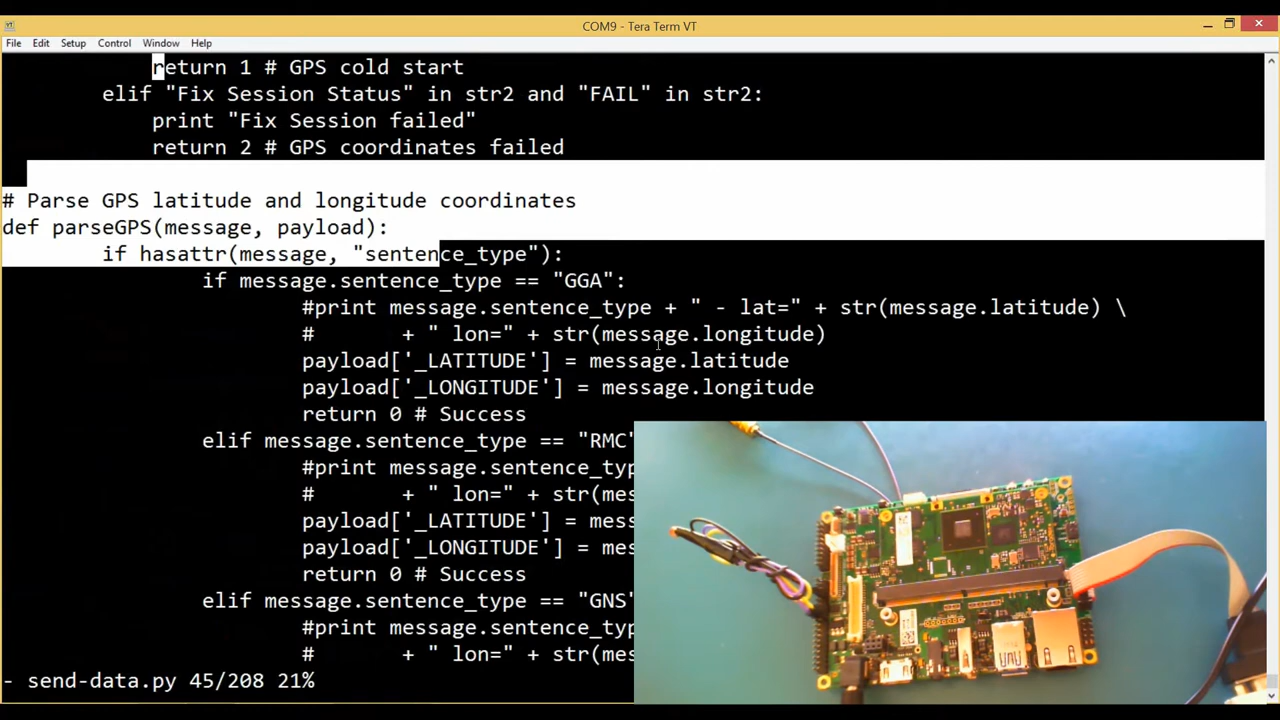 COM9 - Tera Term VT
File Edit Setup Control Window Help
return 1 # GPS cold start
elif "Fix Session Status" in str2 and "FAIL" in str2:
print "Fix Session failed"
return 2 # GPS coordinates failed
# Parse GPS latitude and longitude coordinates
def parseGPS(message, payload):
if hasattr(message, "sentence_type"):
if message.sentence_type == "GGA":
#print message.sentence_type + " - lat=" + str(message.latitude) \
# + " lon=" + str(message.longitude)
payload['_LATITUDE'] = message.latitude
payload['_LONGITUDE'] = message.longitude
return 0 # Success
elif message.sentence_type == "RMC"
#print message.sentence_typ
# + " lon=" + str(mes
payload['_LATITUDE'] = mess
payload['_LONGITUDE'] = mes
return 0 # Success
elif message.sentence_type == "GNS"
#print message.sentence_typ
# + " lon=" + str(mes
- send-data.py 45/208 21%